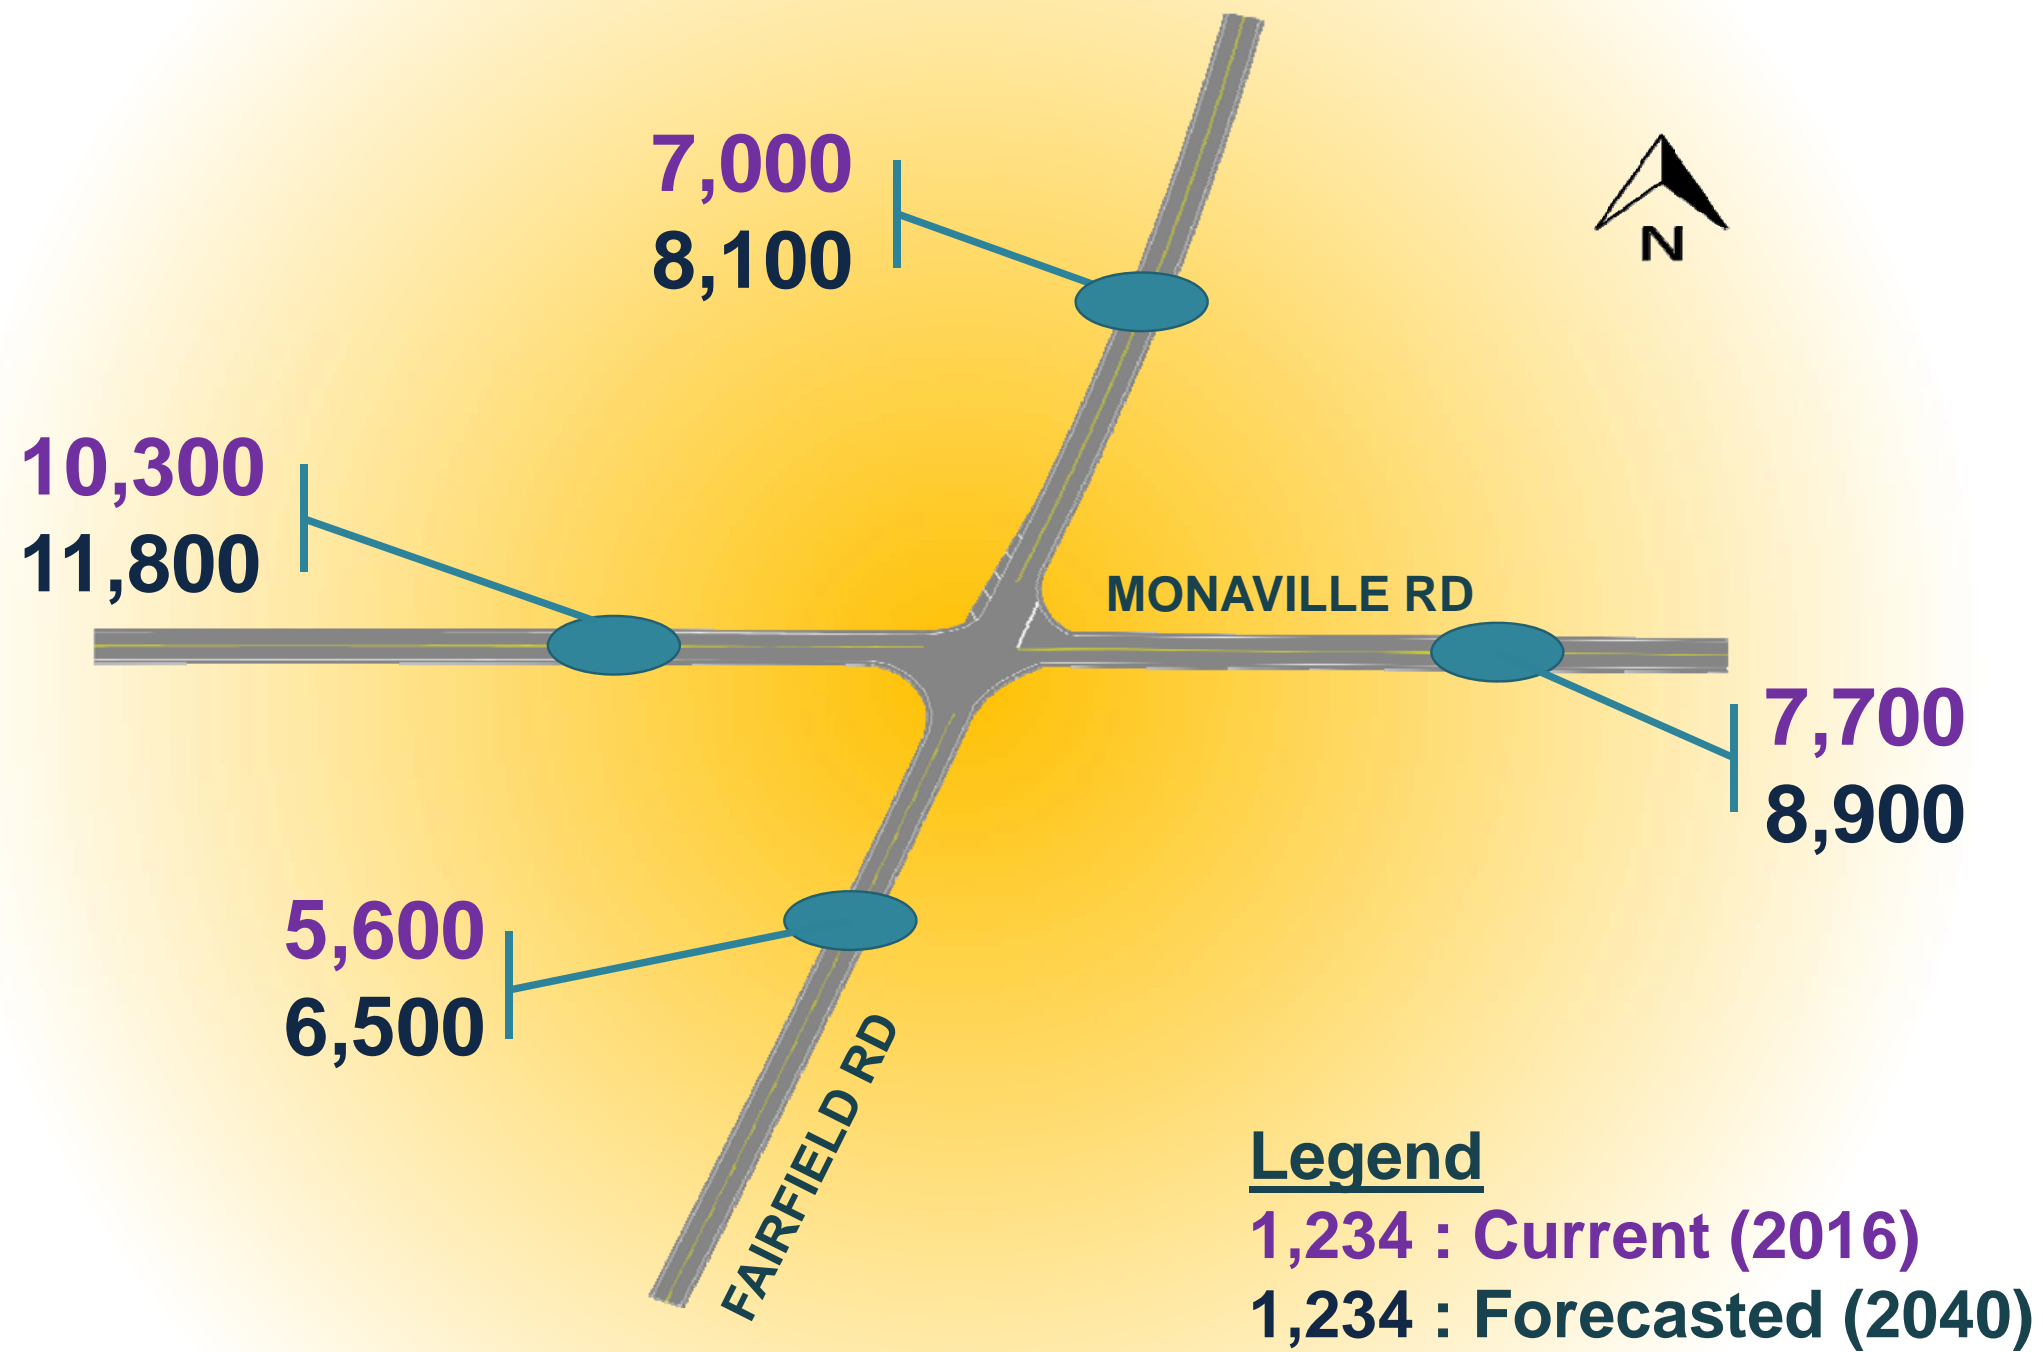 7,000
8,100
N
10,300
11,800
MONAVILLE RD
7,700
8,900
5,600
6,500
FAIRFIELD RD
Legend
1,234 : Current (2016)
1,234 : Forecasted (2040)